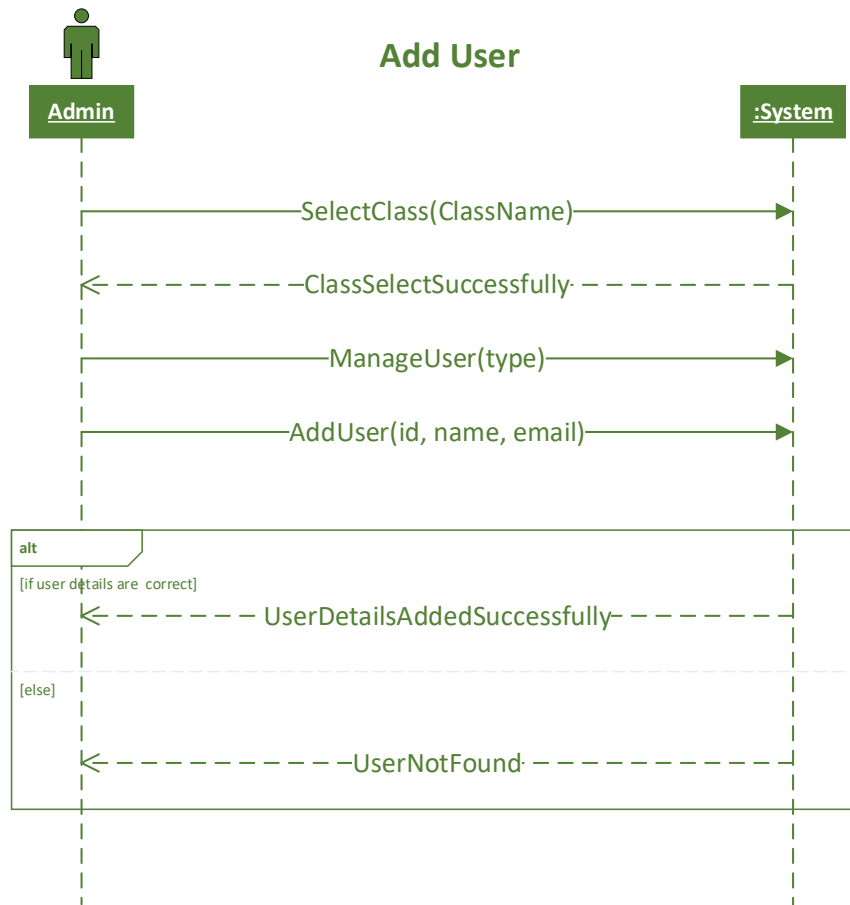 Add User
Admin
:System
SelectClass(ClassName)
ClassSelectSuccessfully
ManageUser(type)
AddUser(id, name, email)
alt
[if user details are  correct]
UserDetailsAddedSuccessfully
[else]
UserNotFound